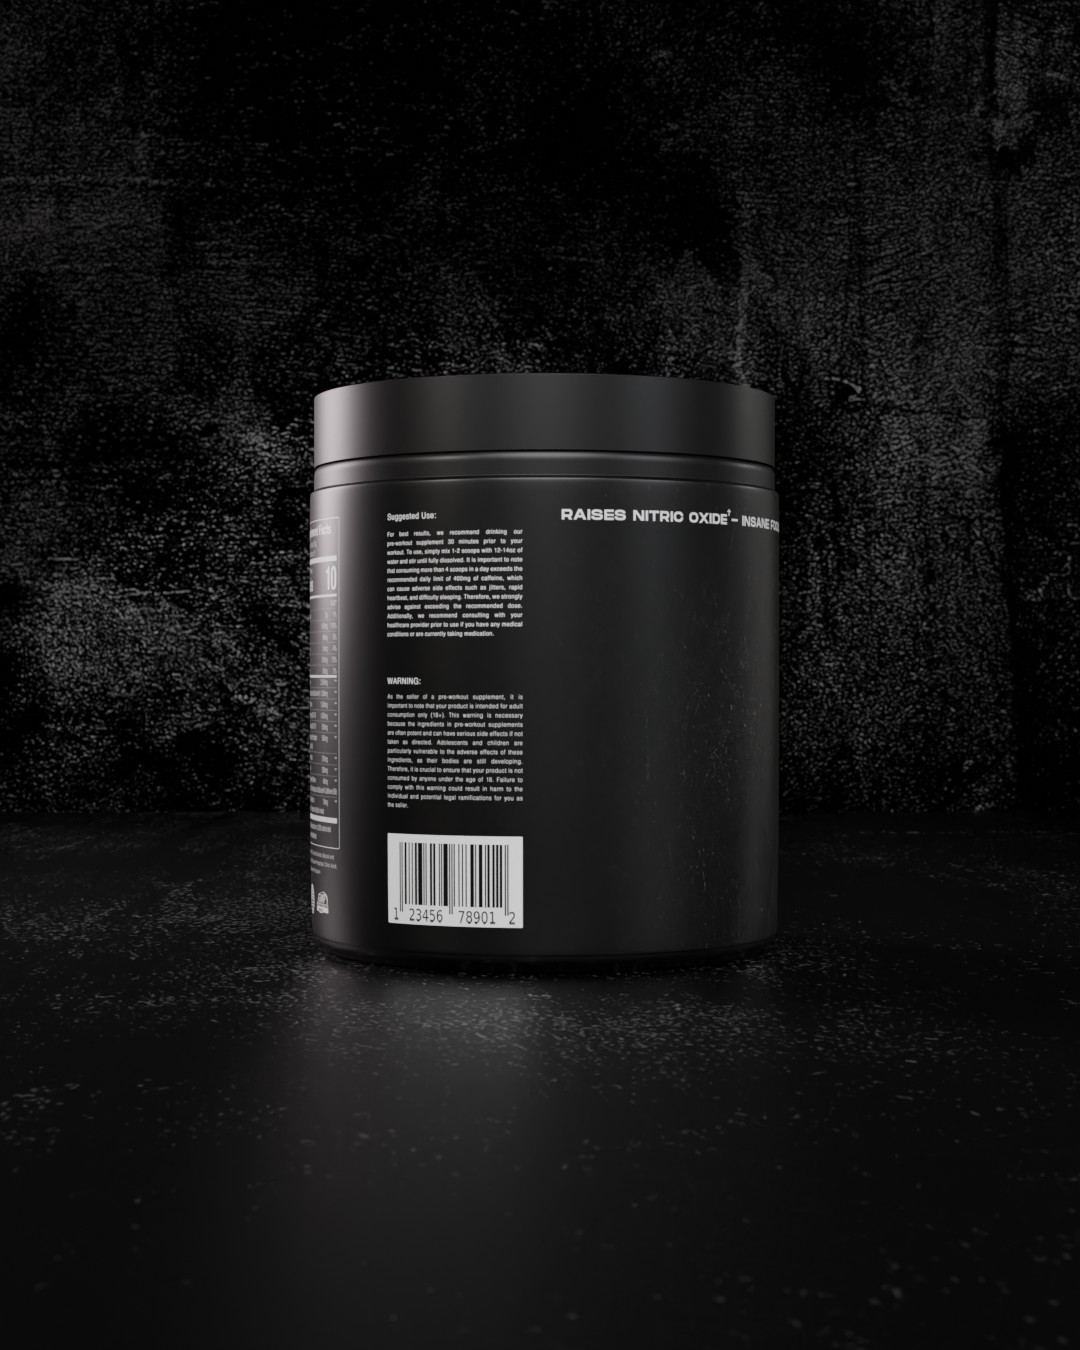 RAISES NITRIC OXIDE† – INSANE FOC
Suggested Use:
For best results, we recommend drinking our
pre-workout supplement 30 minutes prior to your
workout. To use, simply mix 1-2 scoops with 12-14oz of
water and stir until fully dissolved. It is important to note
that consuming more than 4 scoops in a day exceeds the
recommended daily limit of 400mg of caffeine, which
can cause adverse side effects such as jitters, rapid
heartbeat, and difficulty sleeping. Therefore, we strongly
advise against exceeding the recommended dose.
Additionally, we recommend consulting with your
healthcare provider prior to use if you have any medical
conditions or are currently taking medication.
WARNING:
As the seller of a pre-workout supplement, it is
important to note that your product is intended for adult
consumption only (18+). This warning is necessary
because the ingredients in pre-workout supplements
are often potent and can have serious side effects if not
taken as directed. Adolescents and children are
particularly vulnerable to the adverse effects of these
ingredients, as their bodies are still developing.
Therefore, it is crucial to ensure that your product is not
consumed by anyone under the age of 18. Failure to
comply with this warning could result in harm to the
individual and potential legal ramifications for you as
the seller.
1 23456 78901 2
Facts
10